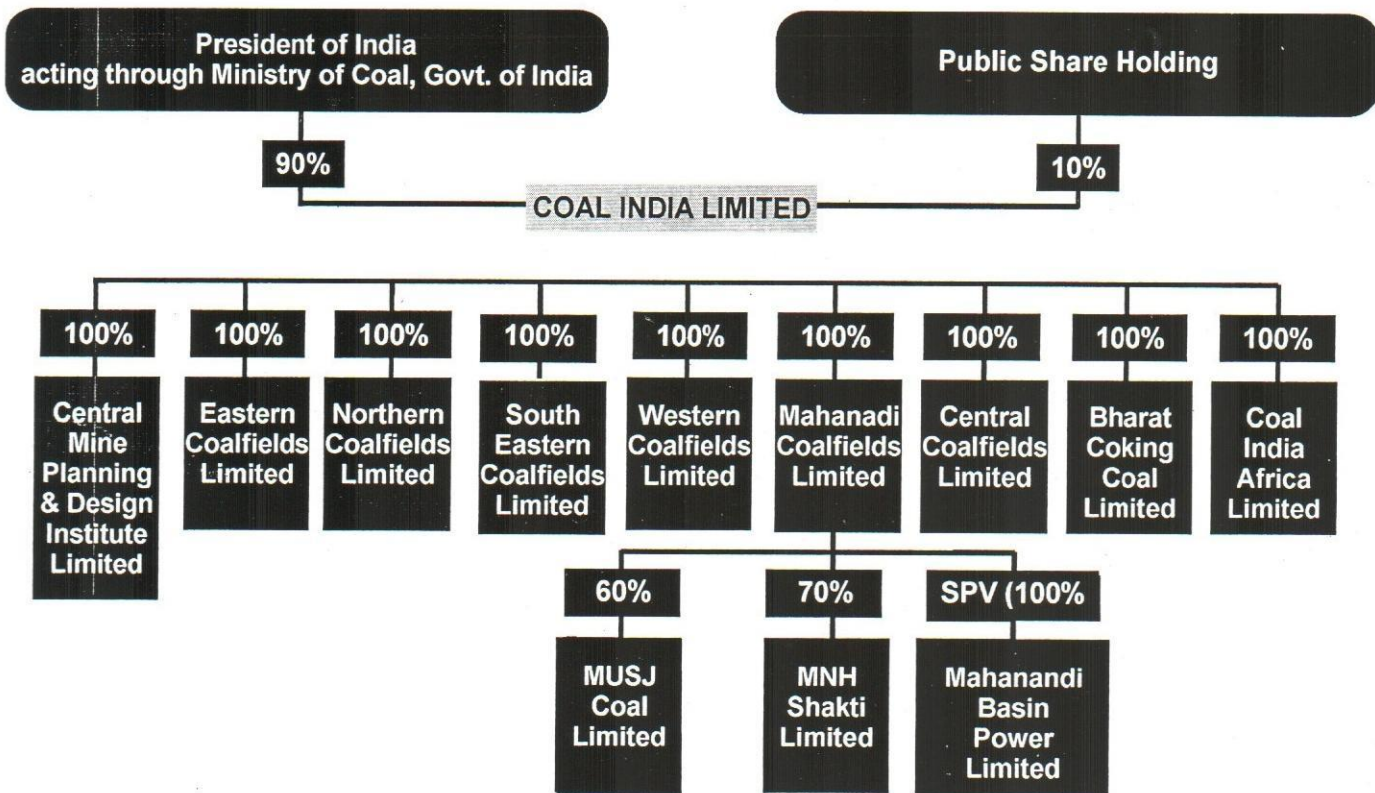 President of India
acting through Ministry of Coal, Govt. of India
Public Share Holding
90%
10%
COAL INDIA LIMITED
100%
100%
100%
100%
100%
100%
100%
100%
100%
Central
Mine
Planning
& Design
Institute
Limited
Eastern
Coalfields
Limited
Northern
Coalfields
Limited
South
Eastern
Coalfields
Limited
Western
Coalfields
Limited
Mahanadi
Coalfields
Limited
Central
Coalfields
Limited
Bharat
Coking
Coal
Limited
Coal
India
Africa
Limited
60%
70%
SPV (100%
MUSJ
Coal
Limited
MNH
Shakti
Limited
Mahanandi
Basin
Power
Limited